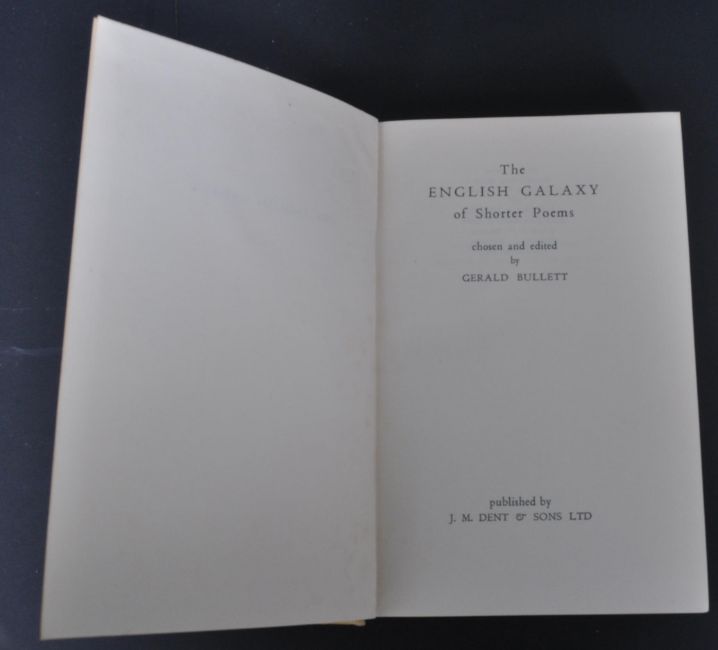 The
ENGLISH GALAXY
of Shorter Poems
chosen and edited
by
GERALD BULLETT
published by
J. M. DENT & SONS LTD